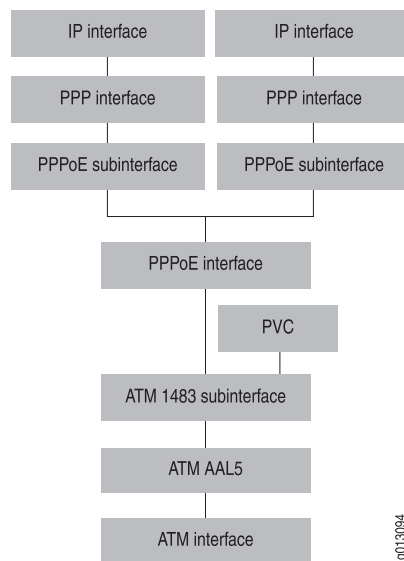 IP interface
IP interface
PPP interface
PPP interface
PPPoE subinterface
PPPoE subinterface
PPPoE interface
PVC
ATM 1483 subinterface
ATM AAL5
ATM interface
g013094